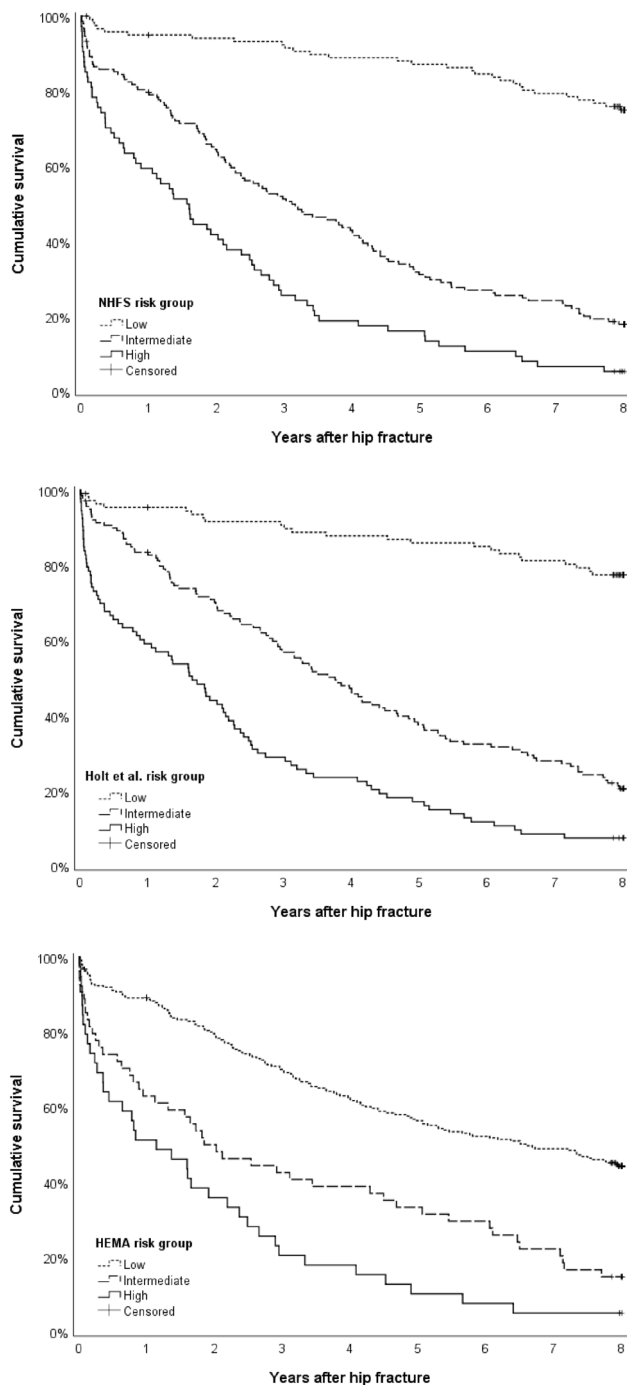 100%
80%
60%
40%
20%
0%
Cumulative survival
NHFS risk group
Low
Intermediate
High
Censored
0 1 2 3 4 5 6 7 8
Years after hip fracture
100%
80%
60%
40%
20%
0%
Cumulative survival
Holt et al. risk group
Low
Intermediate
High
Censored
0 1 2 3 4 5 6 7 8
Years after hip fracture
100%
80%
60%
40%
20%
0%
Cumulative survival
HEMA risk group
Low
Intermediate
High
Censored
0 1 2 3 4 5 6 7 8
Years after hip fracture